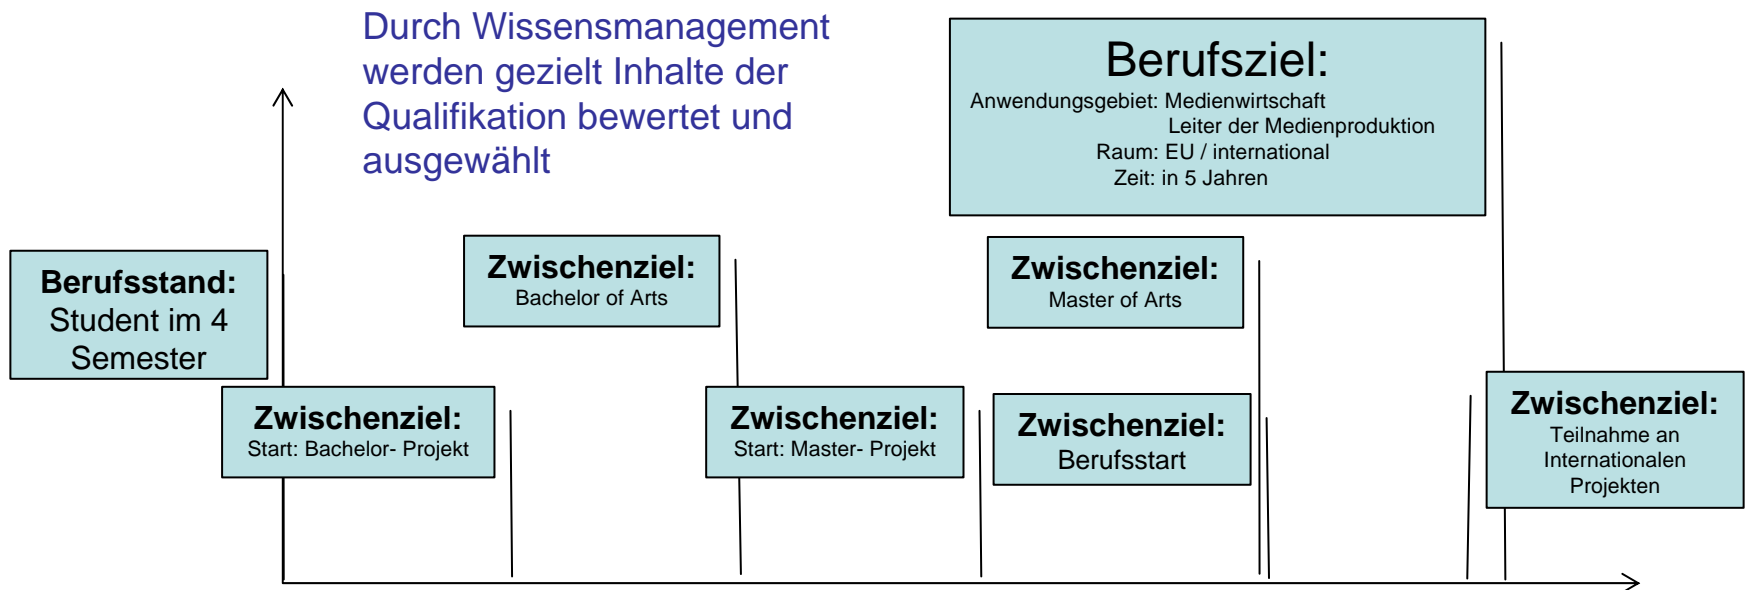 Durch Wissensmanagement
werden gezielt Inhalte der
Qualifikation bewertet und
ausgewählt
Berufsziel:
Anwendungsgebiet: Medienwirtschaft
Leiter der Medienproduktion
Raum: EU / international
Zeit: in 5 Jahren
Berufsstand:
Student im 4
Semester
Zwischenziel:
Bachelor of Arts
Zwischenziel:
Master of Arts
Zwischenziel:
Start: Bachelor- Projekt
Zwischenziel:
Start: Master- Projekt
Zwischenziel:
Berufsstart
Zwischenziel:
Teilnahme an
Internationalen
Projekten